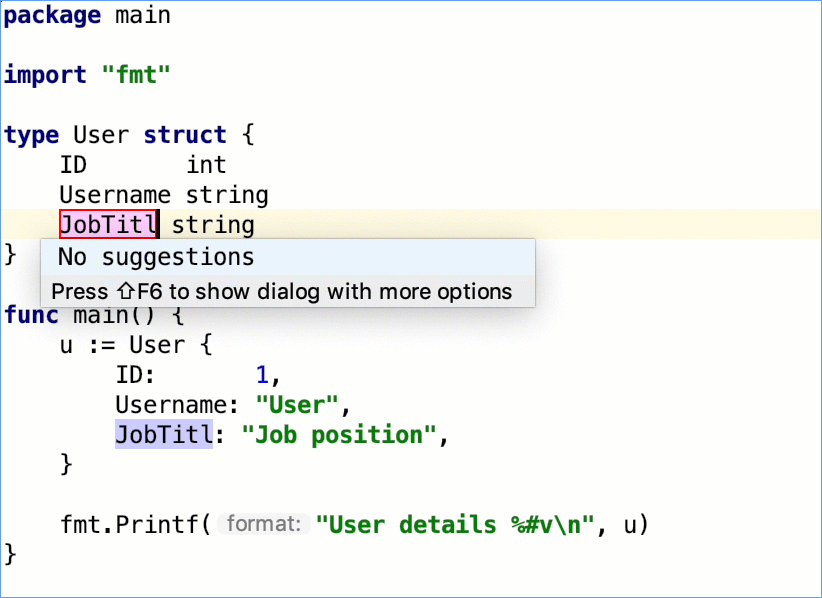 package main
import "fmt"
type User struct {
ID int
Username string
JobTitl string
}
No suggestions
Press ⇧F6 to show dialog with more options
func main() {
u := User {
ID: 1,
Username: "User",
JobTitl: "Job position",
}
fmt.Printf( format: "User details %#v\n", u)
}